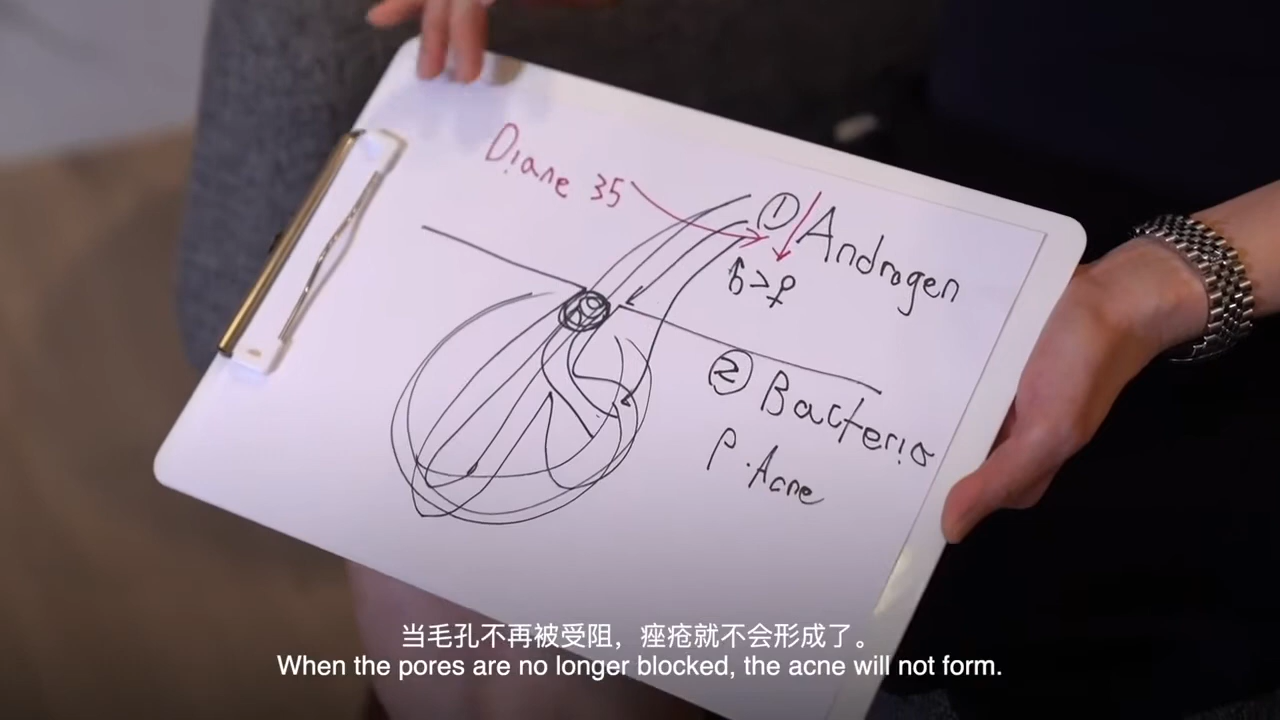 Diane 35
① Androgen
♂>♀
② Bacteria
P. Acne
当毛孔不再被受阻，痤疮就不会形成了。
When the pores are no longer blocked, the acne will not form.